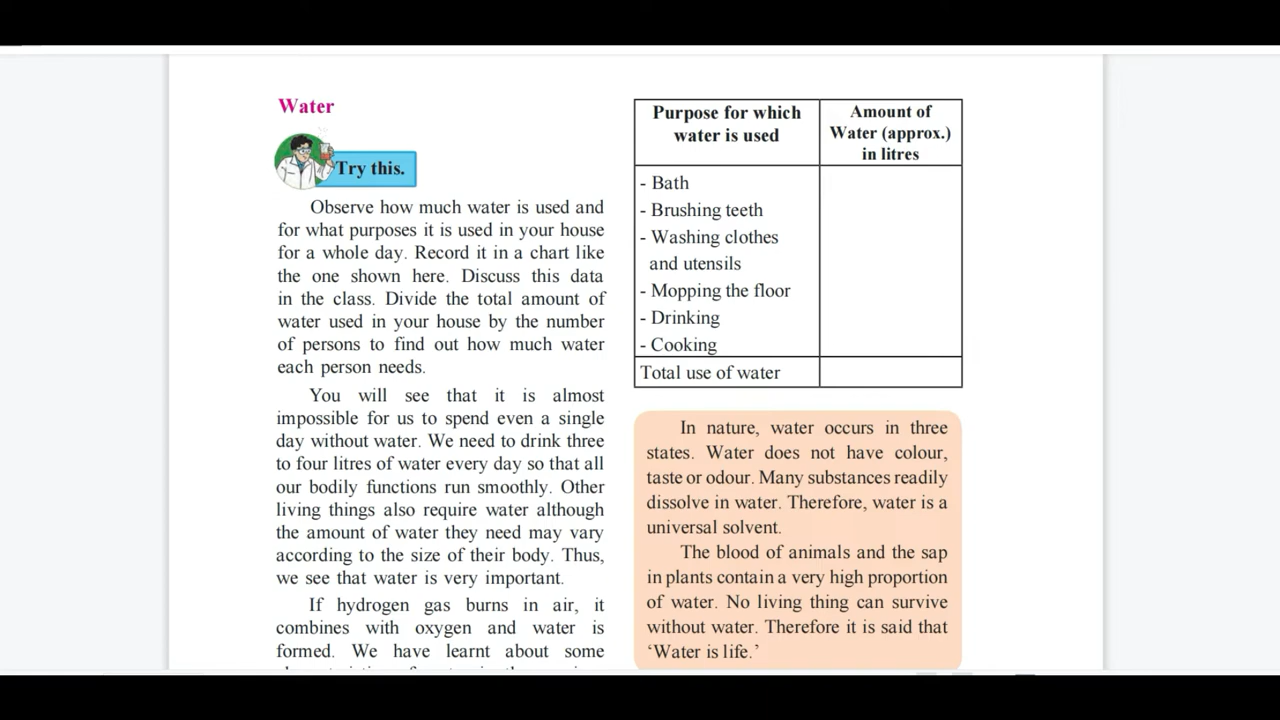 Water
Try this.
Observe how much water is used and
for what purposes it is used in your house
for a whole day. Record it in a chart like
the one shown here. Discuss this data
in the class. Divide the total amount of
water used in your house by the number
of persons to find out how much water
each person needs.
You will see that it is almost
impossible for us to spend even a single
day without water. We need to drink three
to four litres of water every day so that all
our bodily functions run smoothly. Other
living things also require water although
the amount of water they need may vary
according to the size of their body. Thus,
we see that water is very important.
If hydrogen gas burns in air, it
combines with oxygen and water is
formed. We have learnt about some
Purpose for which
water is used
Amount of
Water (approx.)
in litres
- Bath
- Brushing teeth
- Washing clothes
and utensils
- Mopping the floor
- Drinking
- Cooking
Total use of water
In nature, water occurs in three
states. Water does not have colour,
taste or odour. Many substances readily
dissolve in water. Therefore, water is a
universal solvent.
The blood of animals and the sap
in plants contain a very high proportion
of water. No living thing can survive
without water. Therefore it is said that
‘Water is life.’